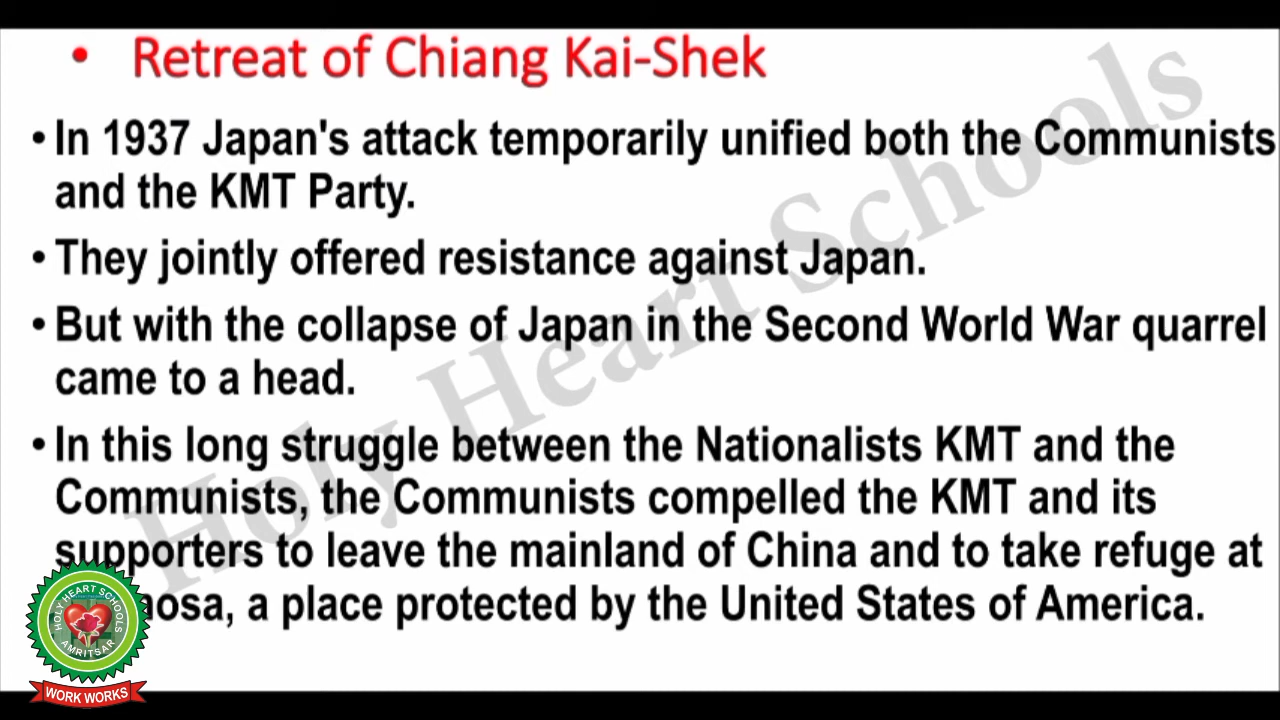 • Retreat of Chiang Kai-Shek
• In 1937 Japan's attack temporarily unified both the Communists
and the KMT Party.
• They jointly offered resistance against Japan.
• But with the collapse of Japan in the Second World War quarrel
came to a head.
• In this long struggle between the Nationalists KMT and the
Communists, the Communists compelled the KMT and its
supporters to leave the mainland of China and to take refuge at
a place protected by the United States of America.
Holy Heart Schools
HOLY HEART SCHOOLS
AMRITSAR
WORK WORKS